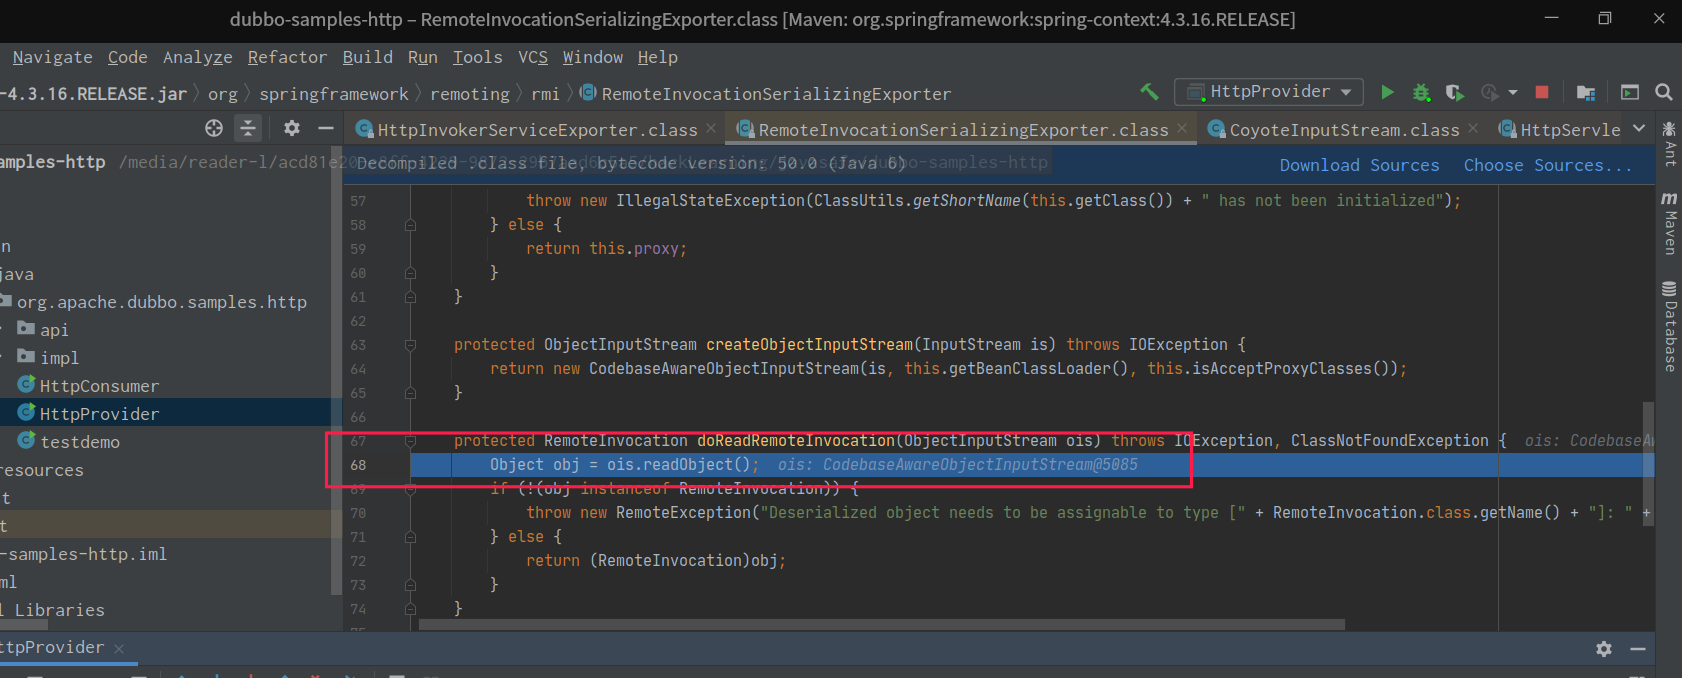 dubbo-samples-http – RemoteInvocationSerializingExporter.class [Maven: org.springframework:spring-context:4.3.16.RELEASE]
Navigate Code Analyze Refactor Build Run Tools VCS Window Help
-4.3.16.RELEASE.jar org springframework remoting rmi RemoteInvocationSerializingExporter HttpProvider
HttpInvokerServiceExporter.class RemoteInvocationSerializingExporter.class CoyoteInputStream.class HttpServle
amples-http
Decompiled .class file, bytecode version: 50.0 (Java 6) Download Sources Choose Sources...
57 throw new IllegalStateException(ClassUtils.getShortName(this.getClass()) + " has not been initialized");
58 } else {
59 return this.proxy;
60 }
61 }
62
63 protected ObjectInputStream createObjectInputStream(InputStream is) throws IOException {
64 return new CodebaseAwareObjectInputStream(is, this.getBeanClassLoader(), this.isAcceptProxyClasses());
65 }
66
67 protected RemoteInvocation doReadRemoteInvocation(ObjectInputStream ois) throws IOException, ClassNotFoundException { ois: CodebaseAw
68 Object obj = ois.readObject(); ois: CodebaseAwareObjectInputStream@5085
69 if (!(obj instanceof RemoteInvocation)) {
70 throw new RemoteException("Deserialized object needs to be assignable to type [" + RemoteInvocation.class.getName() + "]: " +
71 } else {
72 return (RemoteInvocation)obj;
73 }
74 }
n
java
org.apache.dubbo.samples.http
api
impl
HttpConsumer
HttpProvider
testdemo
resources
t
t
-samples-http.iml
ml
l Libraries
ttpProvider
Ant
Maven
Database